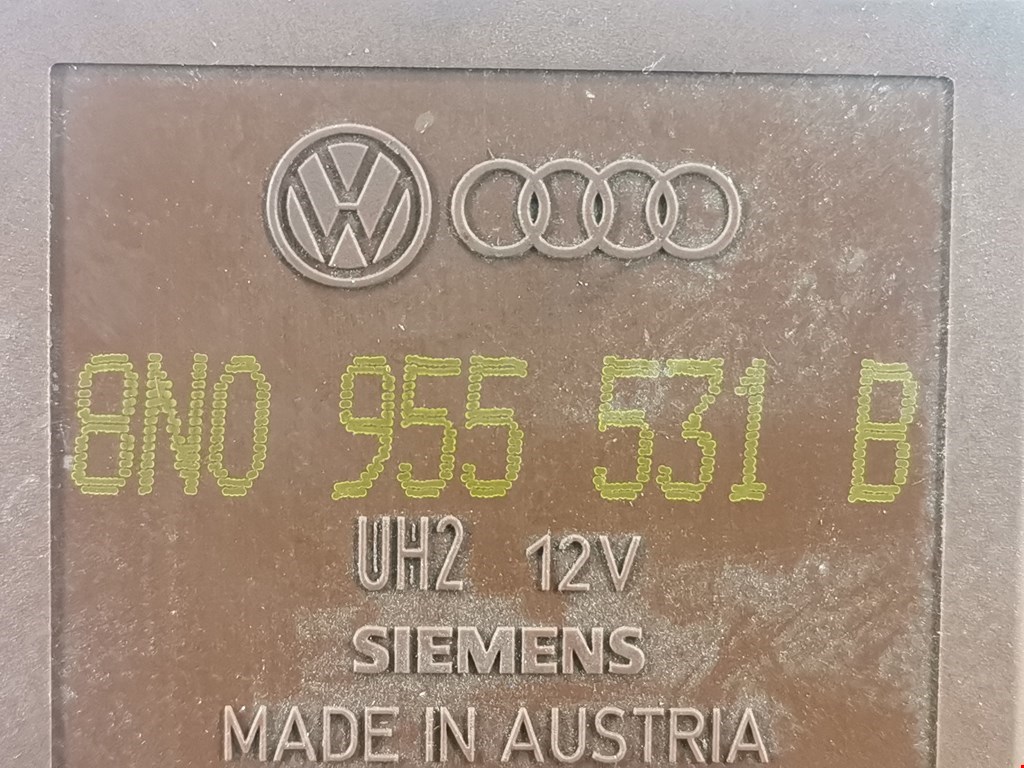 8N0 955 531 B
UH2 12V
SIEMENS
MADE IN AUSTRIA